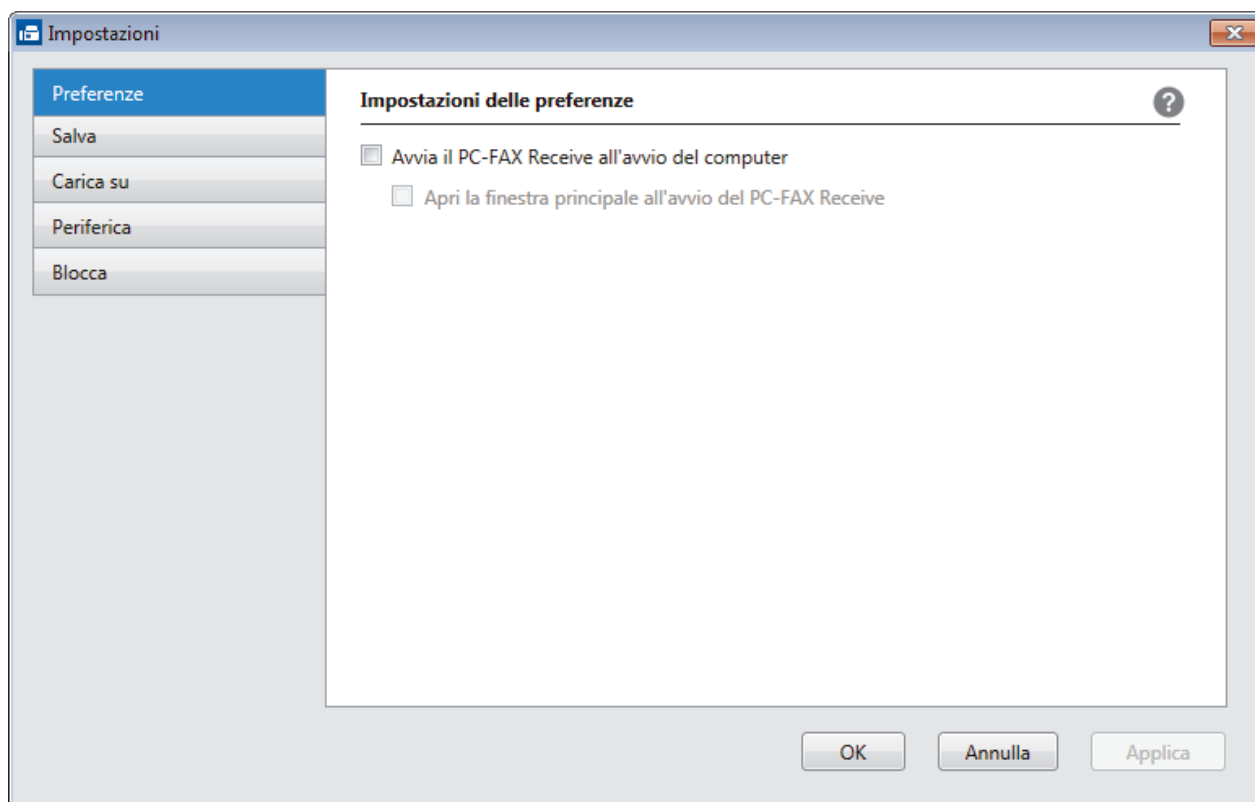 Impostazioni
Preferenze
Salva
Carica su
Periferica
Blocca
Impostazioni delle preferenze
?
Avvia il PC-FAX Receive all'avvio del computer
Apri la finestra principale all'avvio del PC-FAX Receive
OK
Annulla
Applica